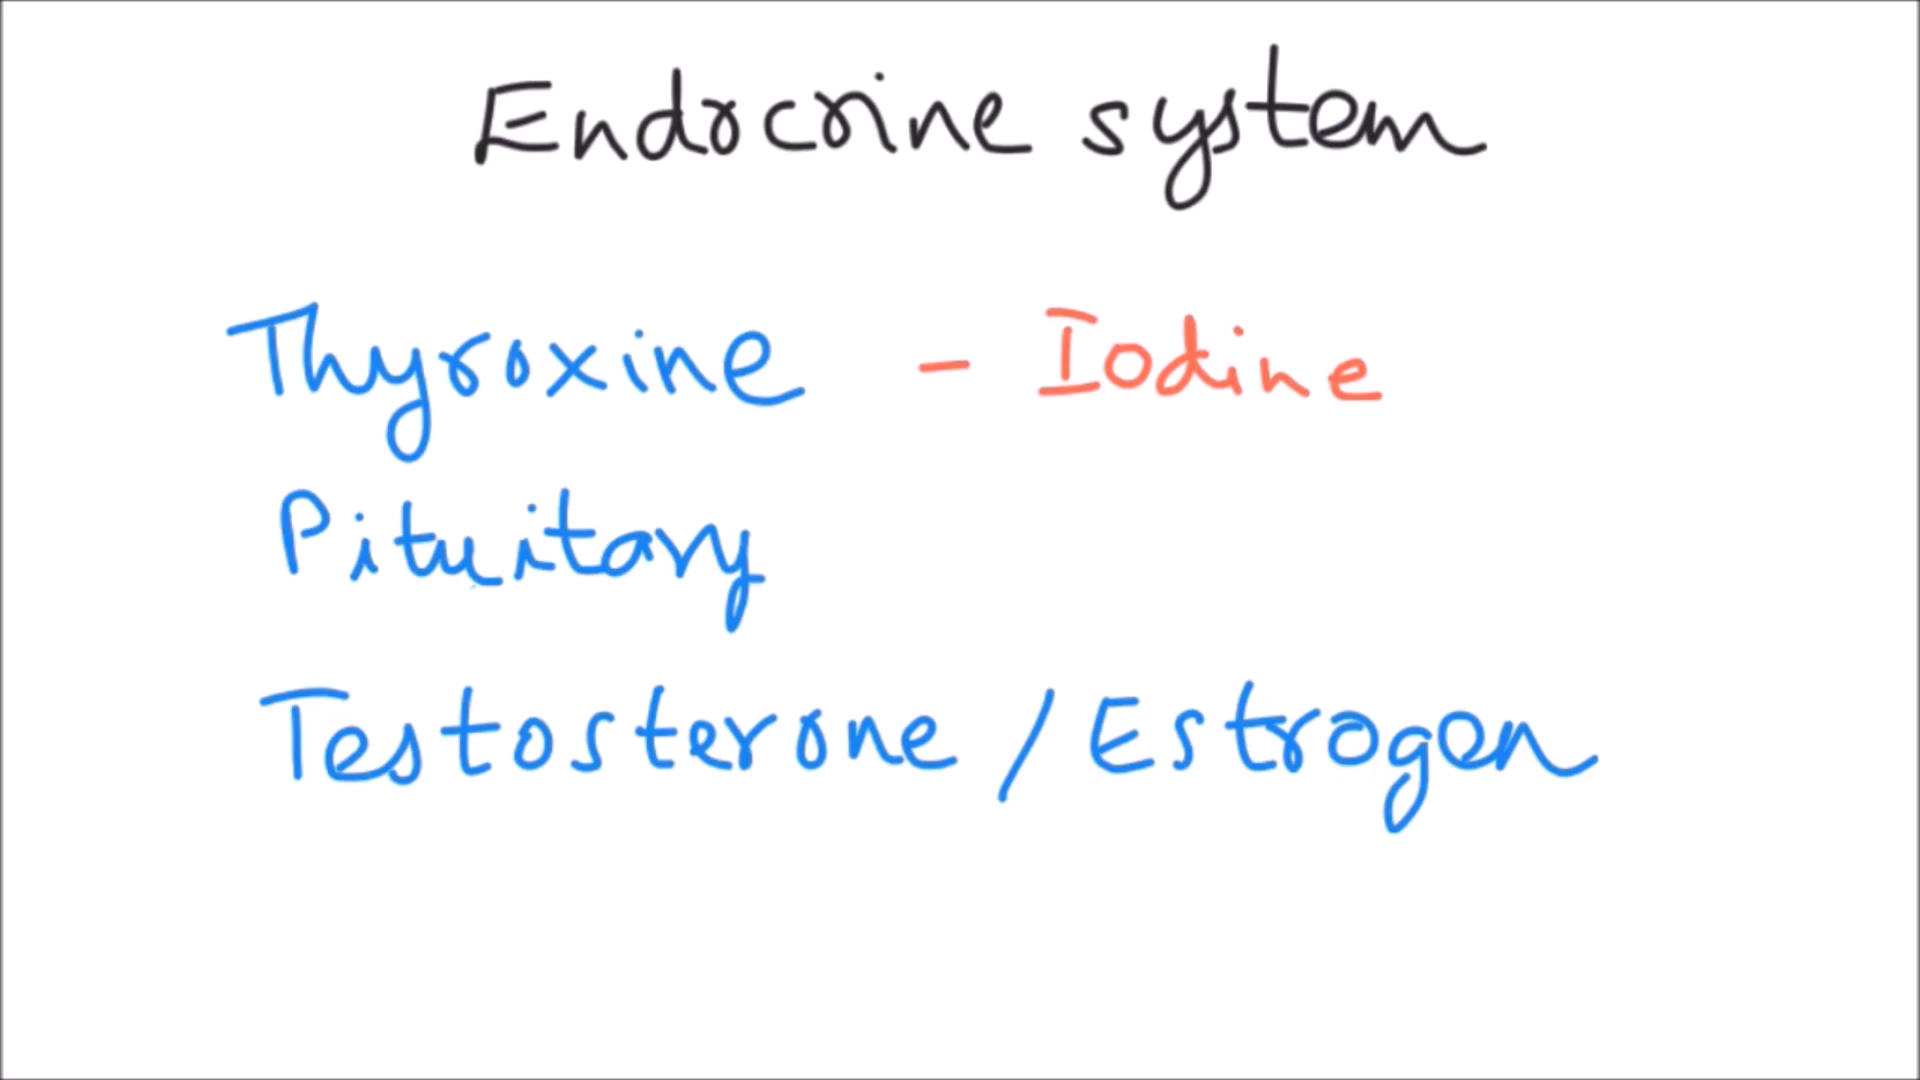 Endocrine system
Thyroxine - Iodine
Pituitary
Testosterone / Estrogen